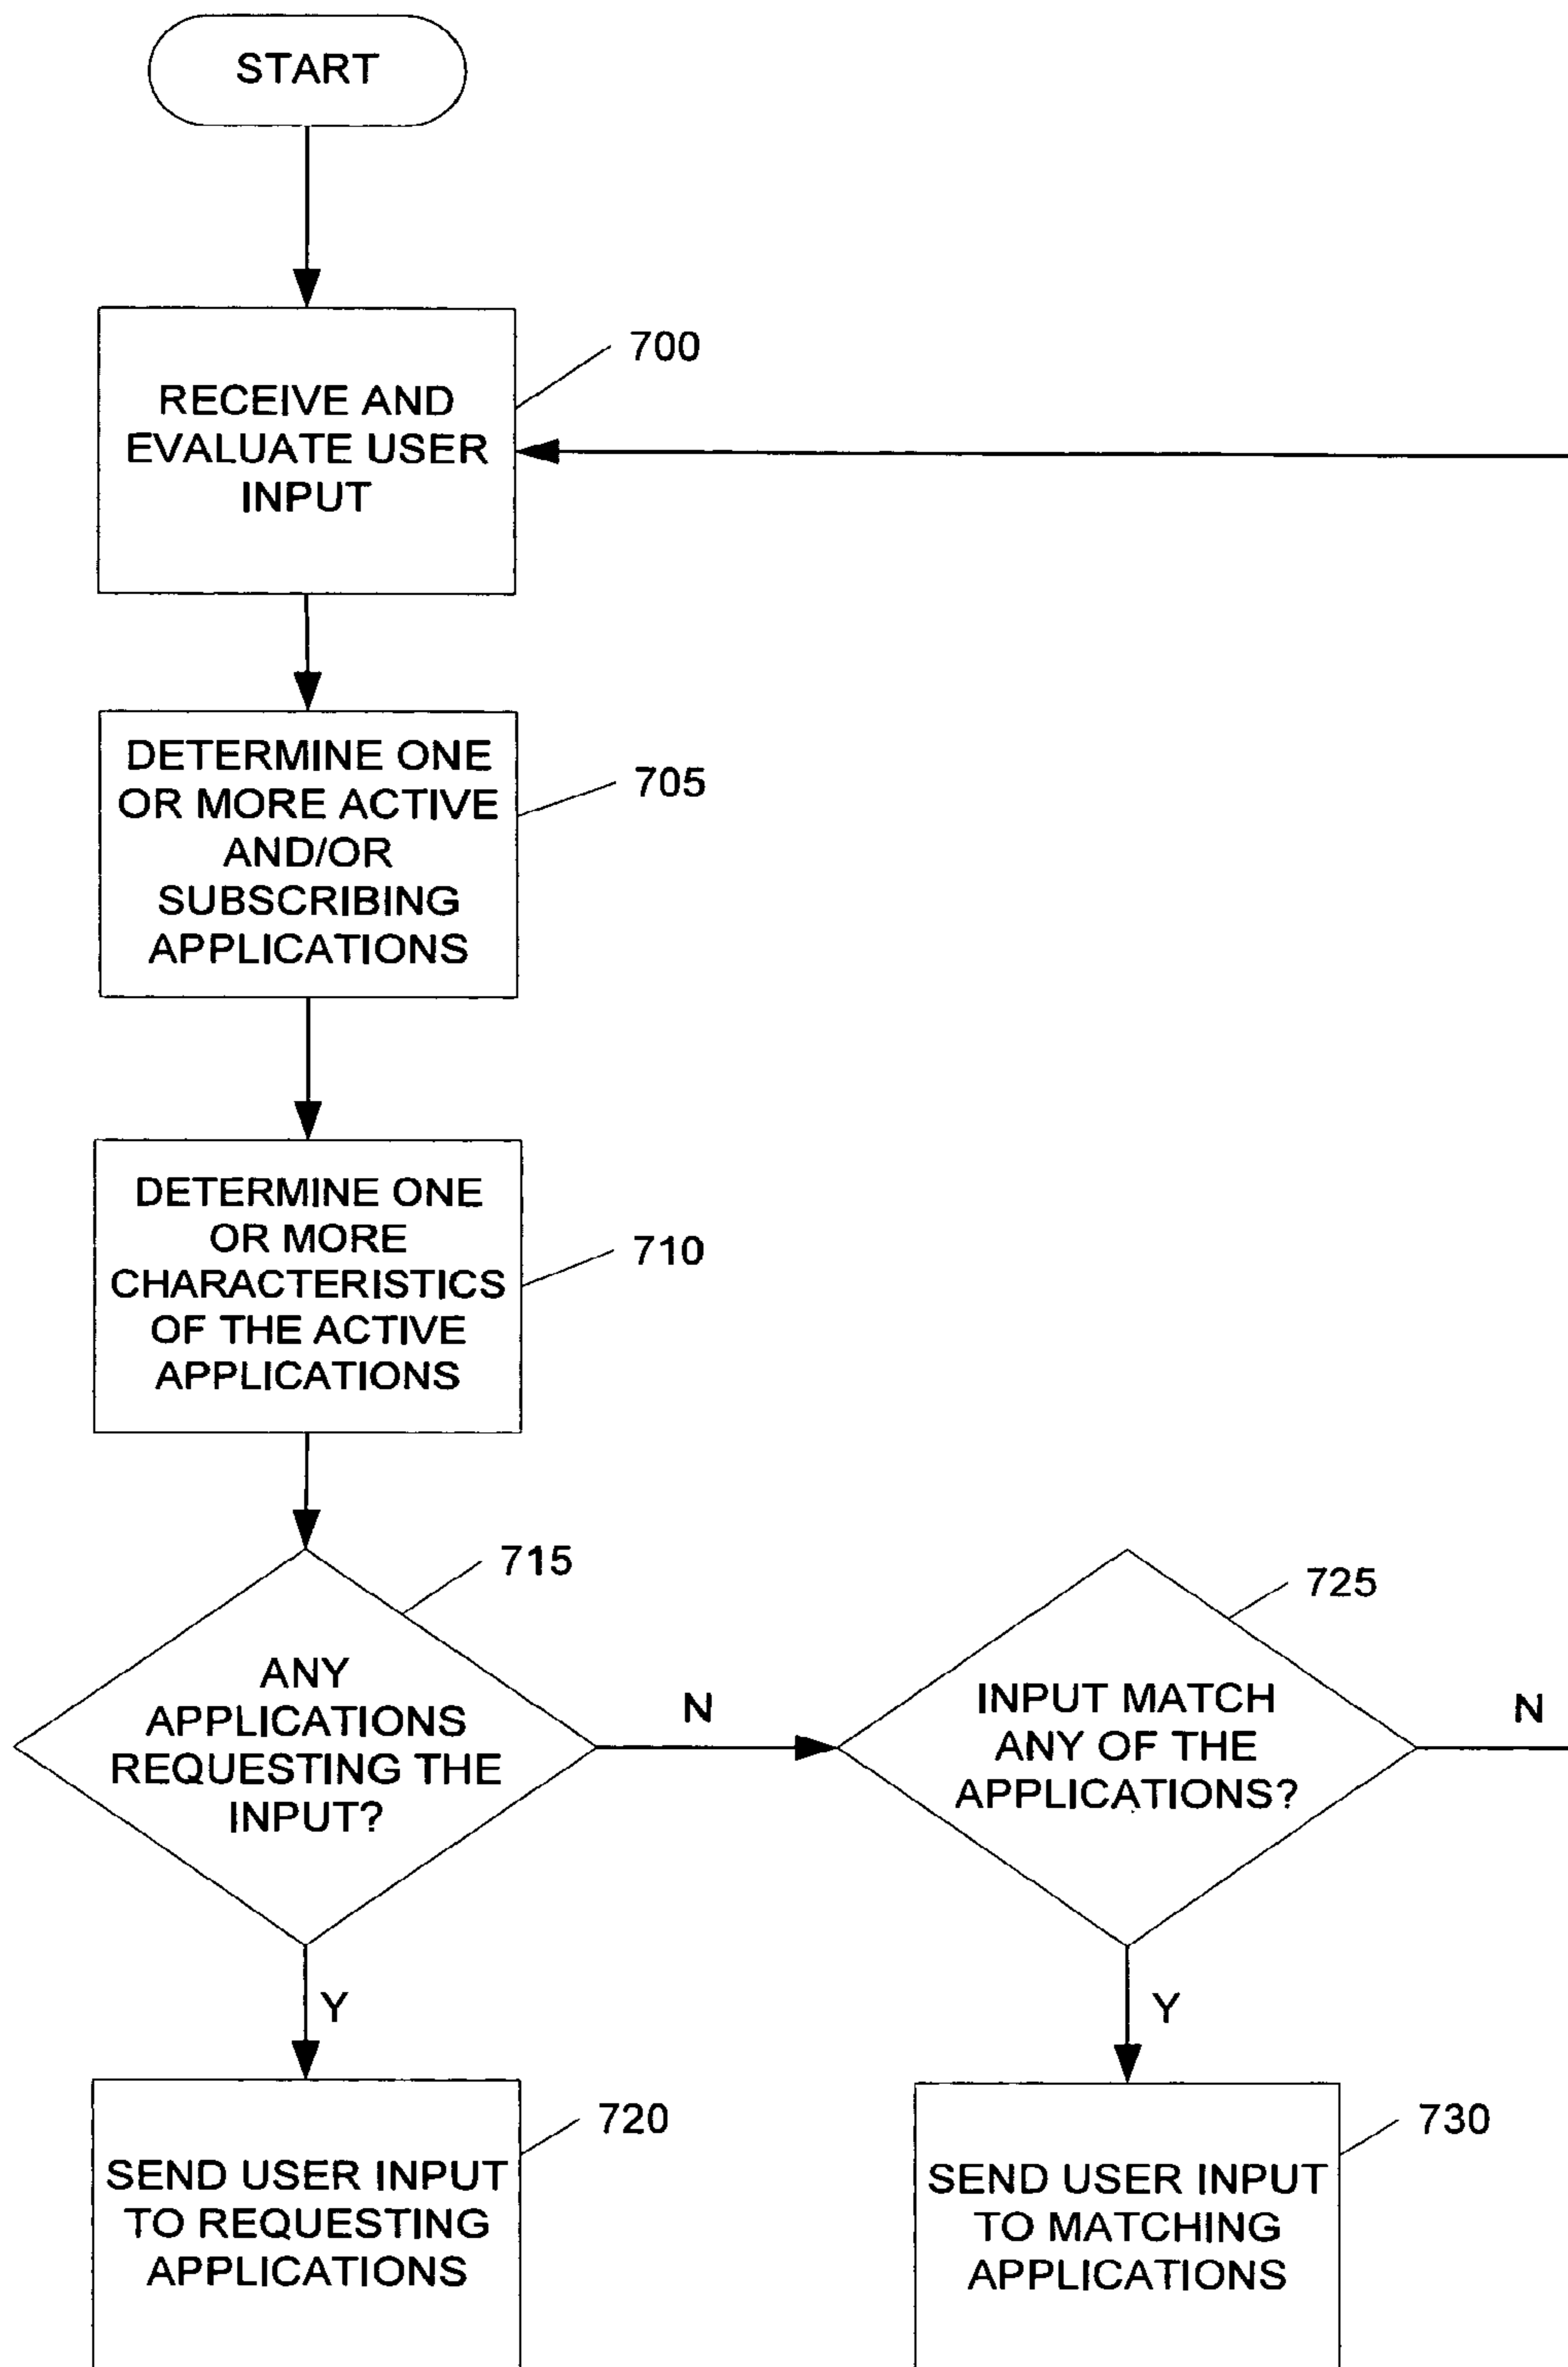 START
700
RECEIVE AND
EVALUATE USER
INPUT
705
DETERMINE ONE
OR MORE ACTIVE
AND/OR
SUBSCRIBING
APPLICATIONS
710
DETERMINE ONE
OR MORE
CHARACTERISTICS
OF THE ACTIVE
APPLICATIONS
715
ANY
APPLICATIONS
REQUESTING THE
INPUT?
N
Y
725
INPUT MATCH
ANY OF THE
APPLICATIONS?
N
Y
720
SEND USER INPUT
TO REQUESTING
APPLICATIONS
730
SEND USER INPUT
TO MATCHING
APPLICATIONS